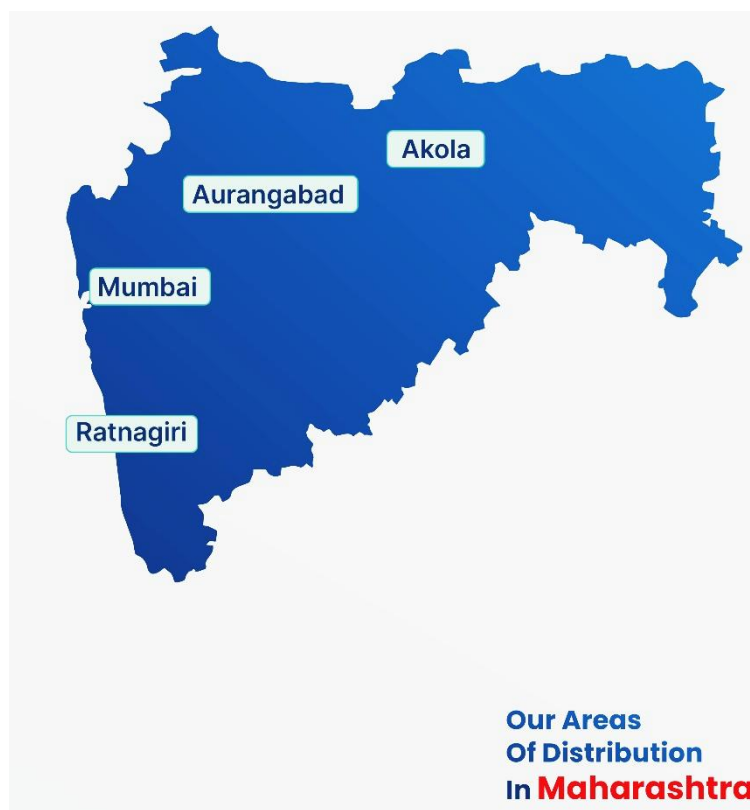 Akola
Aurangabad
Mumbai
Ratnagiri
Our Areas
Of Distribution
In Maharashtra